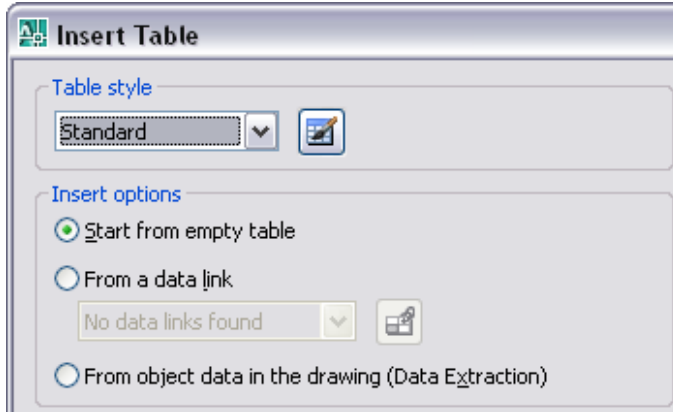 Insert Table
Table style
Standard
Insert options
Start from empty table
From a data link
No data links found
From object data in the drawing (Data Extraction)